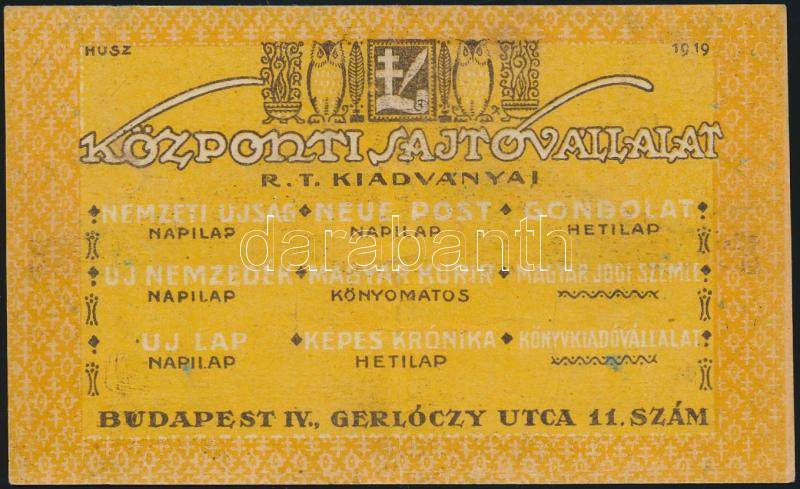 HUSZ 1919
KÖZPONTI SAJTÓVÁLLALAT
R.T. KIADVÁNYAI
NEMZETI UJSÁG NEUE POST GONDOLAT
NAPILAP NAPILAP HETILAP
darabanth
UJ NEMZEDÉK MAGYAR KURIR MAGYAR JOGI SZEMLE
NAPILAP KŐNYOMATOS
UJ LAP KÉPES KRÓNIKA KÖNYVKIADÓVÁLLALAT
NAPILAP HETILAP
BUDAPEST IV., GERLÓCZY UTCA 11. SZÁM